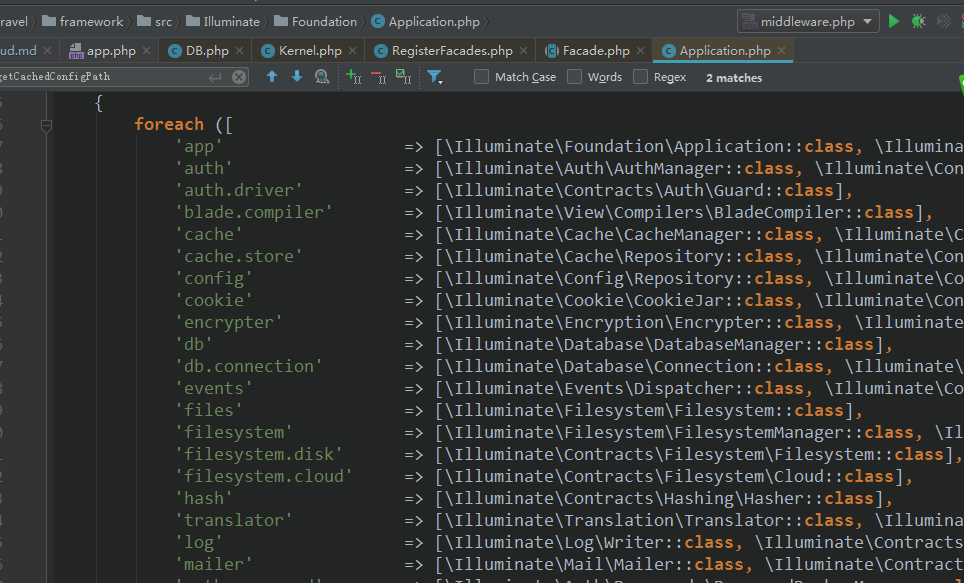 ravel framework src Illuminate Foundation Application.php middleware.php
ud.md app.php DB.php Kernel.php RegisterFacades.php Facade.php Application.php
getCachedConfigPath Match Case Words Regex 2 matches
{
foreach ([
'app' => [\Illuminate\Foundation\Application::class, \Illumina
'auth' => [\Illuminate\Auth\AuthManager::class, \Illuminate\Con
'auth.driver' => [\Illuminate\Contracts\Auth\Guard::class],
'blade.compiler' => [\Illuminate\View\Compilers\BladeCompiler::class],
'cache' => [\Illuminate\Cache\CacheManager::class, \Illuminate\C
'cache.store' => [\Illuminate\Cache\Repository::class, \Illuminate\Con
'config' => [\Illuminate\Config\Repository::class, \Illuminate\Co
'cookie' => [\Illuminate\Cookie\CookieJar::class, \Illuminate\Con
'encrypter' => [\Illuminate\Encryption\Encrypter::class, \Illuminate
'db' => [\Illuminate\Database\DatabaseManager::class],
'db.connection' => [\Illuminate\Database\Connection::class, \Illuminate\
'events' => [\Illuminate\Events\Dispatcher::class, \Illuminate\Co
'files' => [\Illuminate\Filesystem\Filesystem::class],
'filesystem' => [\Illuminate\Filesystem\FilesystemManager::class, \Il
'filesystem.disk' => [\Illuminate\Contracts\Filesystem\Filesystem::class],
'filesystem.cloud' => [\Illuminate\Contracts\Filesystem\Cloud::class],
'hash' => [\Illuminate\Contracts\Hashing\Hasher::class],
'translator' => [\Illuminate\Translation\Translator::class, \Illumina
'log' => [\Illuminate\Log\Writer::class, \Illuminate\Contracts
'mailer' => [\Illuminate\Mail\Mailer::class, \Illuminate\Contract